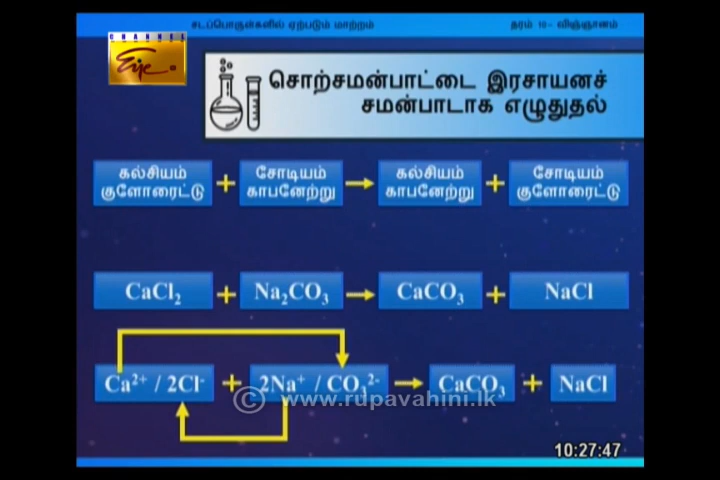 சடப்பொருள்களில் ஏற்படும் மாற்றம் தரம் 10 - விஞ்ஞானம்
CHANNEL
Eye
சொற்சமன்பாட்டை இரசாயனச்
சமன்பாடாக எழுதுதல்
கல்சியம் சோடியம் கல்சியம் சோடியம்
குளோரைட்டு + காபனேற்று → காபனேற்று + குளோரைட்டு
CaCl₂ + Na₂CO₃ → CaCO₃ + NaCl
Ca²⁺ / 2Cl⁻ + 2Na⁺ / CO₃²⁻ → CaCO₃ + NaCl
© www.rupavahini.lk
10:27:47